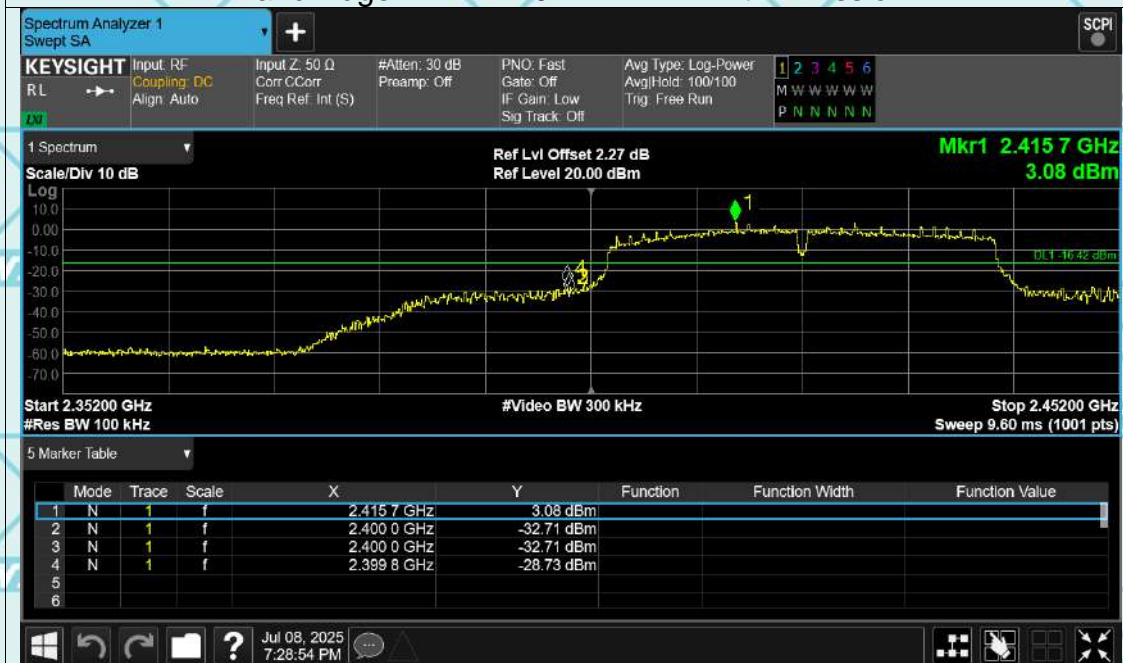 Spectrum Analyzer 1
Swept SA
+
SCPI
KEYSIGHT
RL
LXI
Input: RF
Coupling: DC
Align: Auto
Input Z: 50 Ω
Corr CCorr
Freq Ref: Int (S)
#Atten: 30 dB
Preamp: Off
PNO: Fast
Gate: Off
IF Gain: Low
Sig Track: Off
Avg Type: Log-Power
Avg|Hold: 100/100
Trig: Free Run
1 2 3 4 5 6
M W W W W W
P N N N N N
1 Spectrum
Scale/Div 10 dB
Ref Lvl Offset 2.27 dB
Ref Level 20.00 dBm
Mkr1 2.415 7 GHz
3.08 dBm
Log
10.0
0.00
-10.0
-20.0
-30.0
-40.0
-50.0
-60.0
-70.0
1
4
DL1 -16.42 dBm
Start 2.35200 GHz
#Res BW 100 kHz
#Video BW 300 kHz
Stop 2.45200 GHz
Sweep 9.60 ms (1001 pts)
5 Marker Table
Mode Trace Scale X Y Function Function Width Function Value
1 N 1 f 2.415 7 GHz 3.08 dBm
2 N 1 f 2.400 0 GHz -32.71 dBm
3 N 1 f 2.400 0 GHz -32.71 dBm
4 N 1 f 2.399 8 GHz -28.73 dBm
5
6
?
Jul 08, 2025
7:28:54 PM